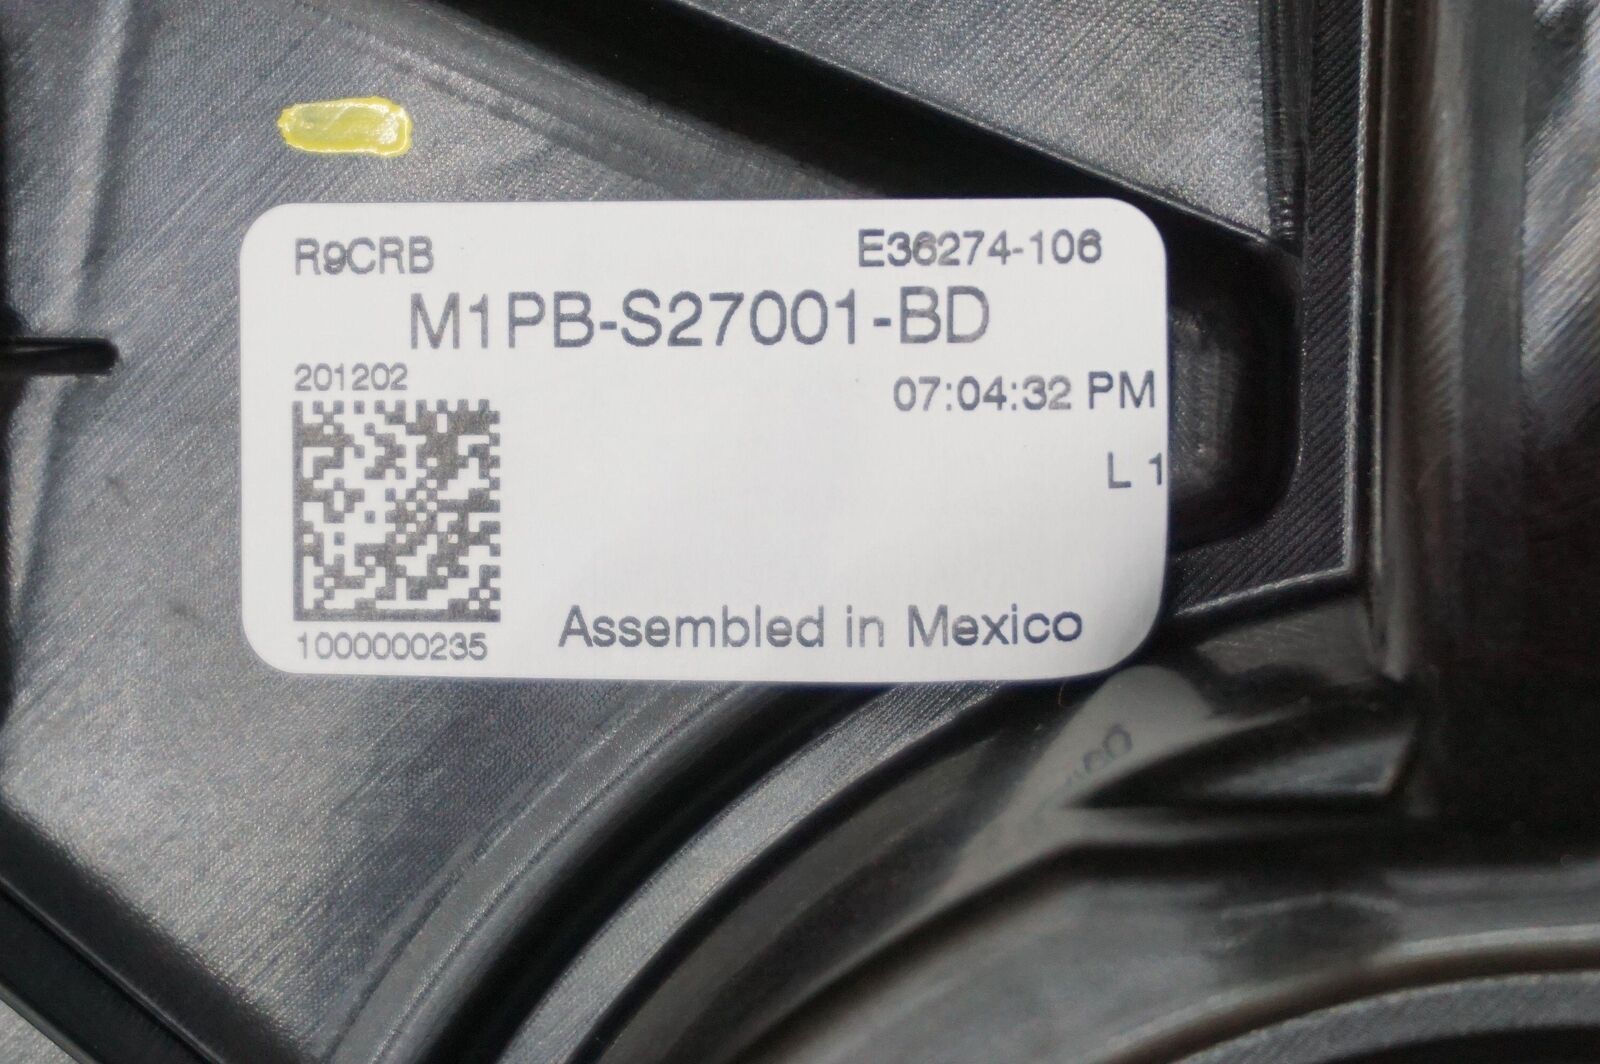 R9CRB E36274-106
M1PB-S27001-BD
201202 07:04:32 PM
L 1
1000000235 Assembled in Mexico